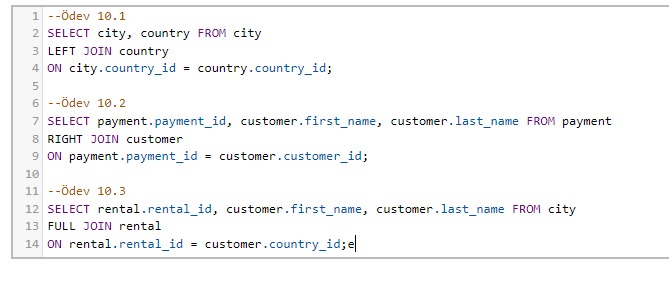 1 --Ödev 10.1
2 SELECT city, country FROM city
3 LEFT JOIN country
4 ON city.country_id = country.country_id;
5
6 --Ödev 10.2
7 SELECT payment.payment_id, customer.first_name, customer.last_name FROM payment
8 RIGHT JOIN customer
9 ON payment.payment_id = customer.customer_id;
10
11 --Ödev 10.3
12 SELECT rental.rental_id, customer.first_name, customer.last_name FROM city
13 FULL JOIN rental
14 ON rental.rental_id = customer.country_id;e